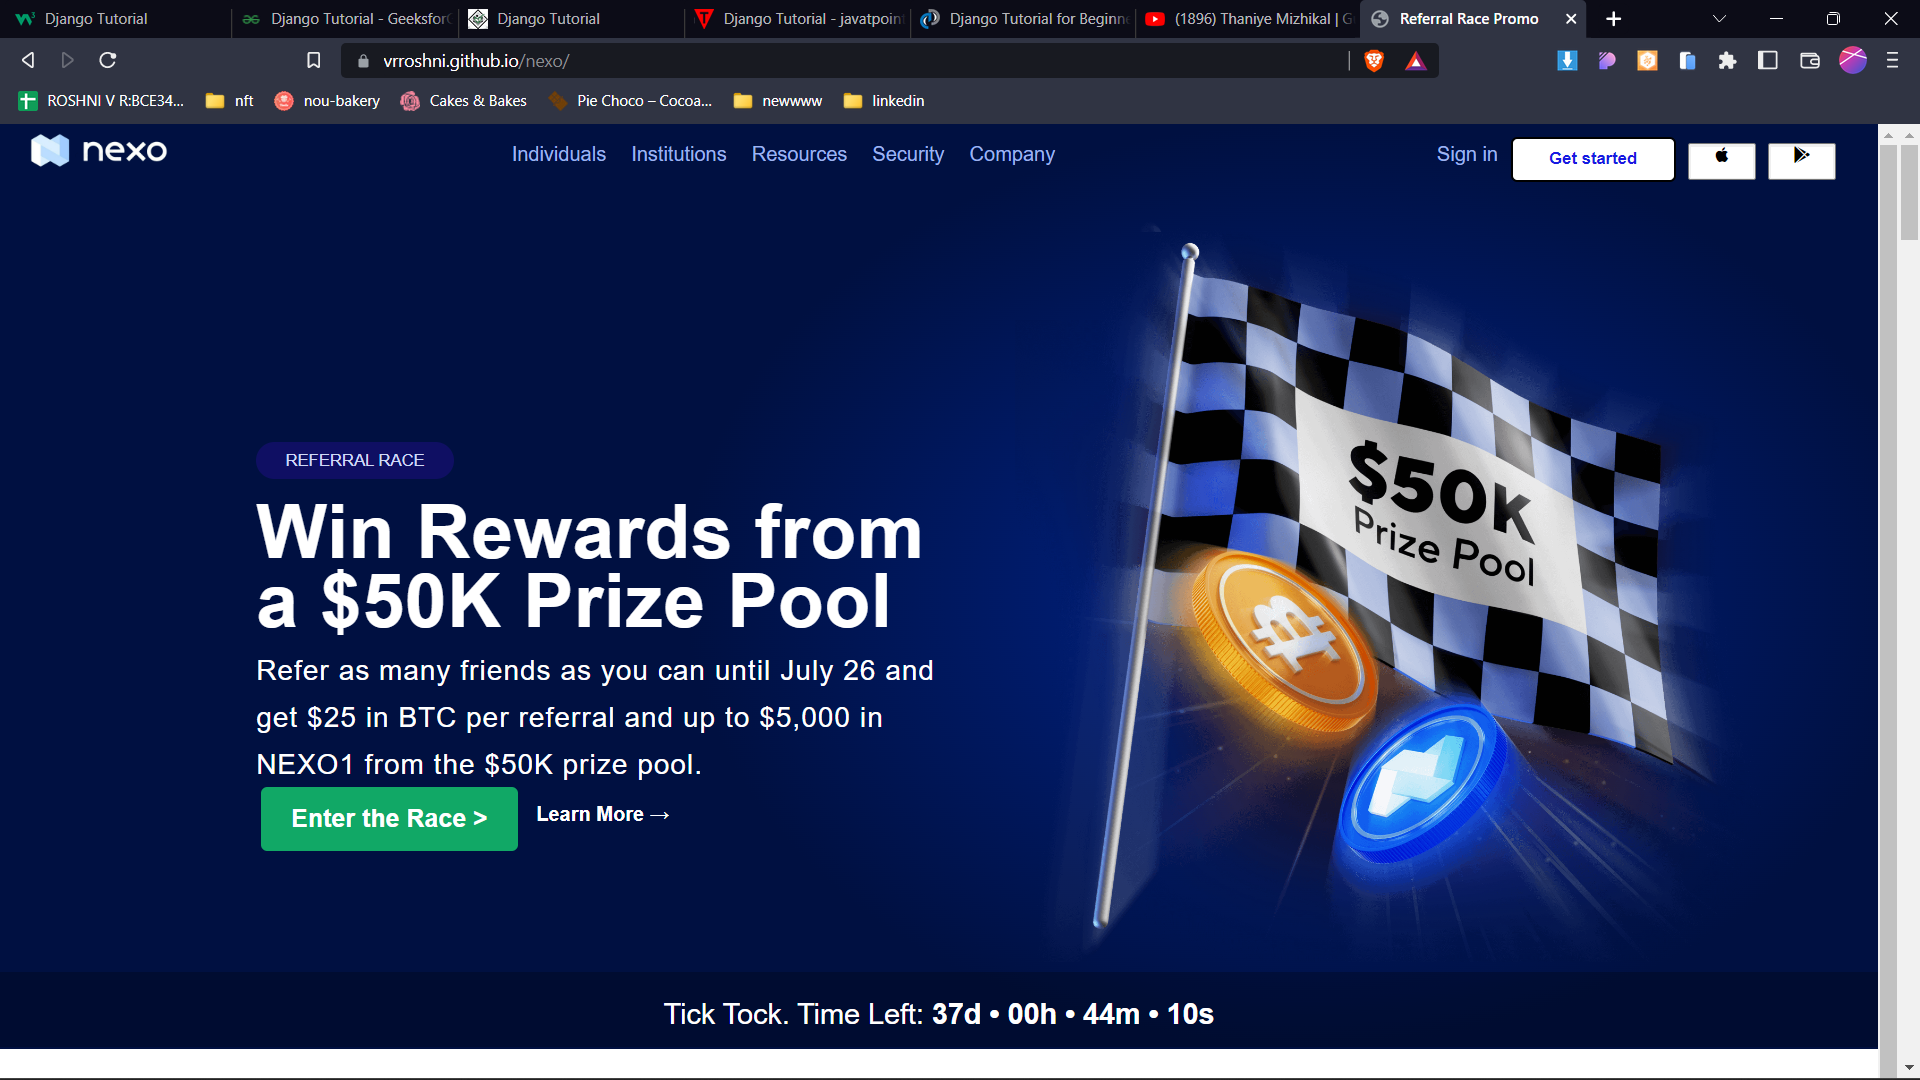 Django Tutorial
Django Tutorial - Geeksfor
Django Tutorial
Django Tutorial - javatpoin
Django Tutorial for Beginne
(1896) Thaniye Mizhikal | G
Referral Race Promo
vrroshni.github.io/nexo/
ROSHNI V R:BCE34...
nft
nou-bakery
Cakes & Bakes
Pie Choco – Cocoa...
newwww
linkedin
nexo
Individuals
Institutions
Resources
Security
Company
Sign in
Get started
REFERRAL RACE
Win Rewards from
a $50K Prize Pool
Refer as many friends as you can until July 26 and
get $25 in BTC per referral and up to $5,000 in
NEXO1 from the $50K prize pool.
Enter the Race >
Learn More →
$50K
Prize Pool
Tick Tock. Time Left: 37d • 00h • 44m • 10s